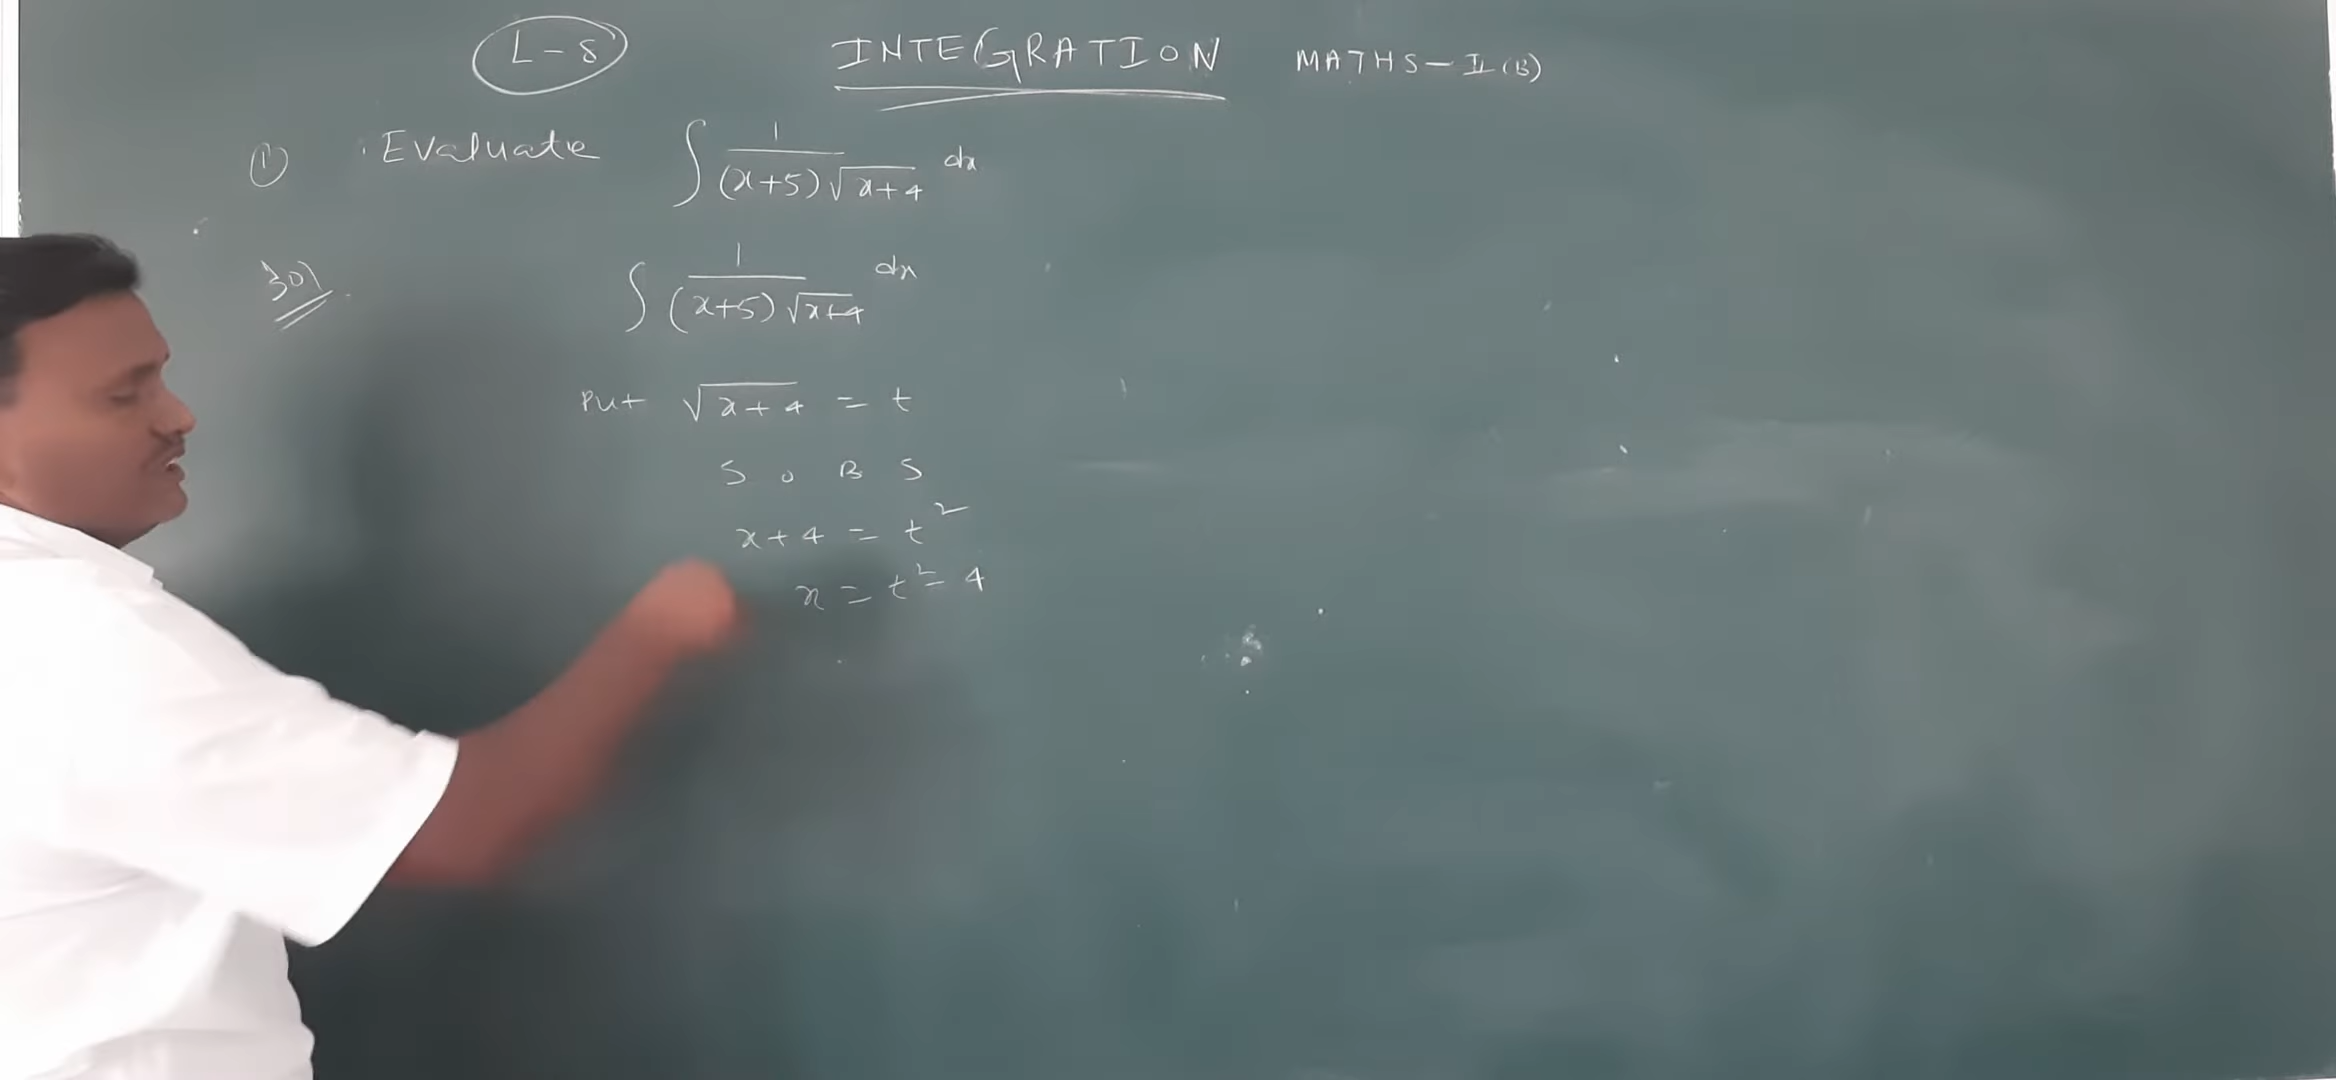 L-8 INTEGRATION MATHS-II(B)
① Evaluate ∫ 1/((x+5)√(x+4)) dx
Sol ∫ 1/((x+5)√(x+4)) dx
Put √(x+4) = t
S O B S
x+4 = t²
x = t²-4